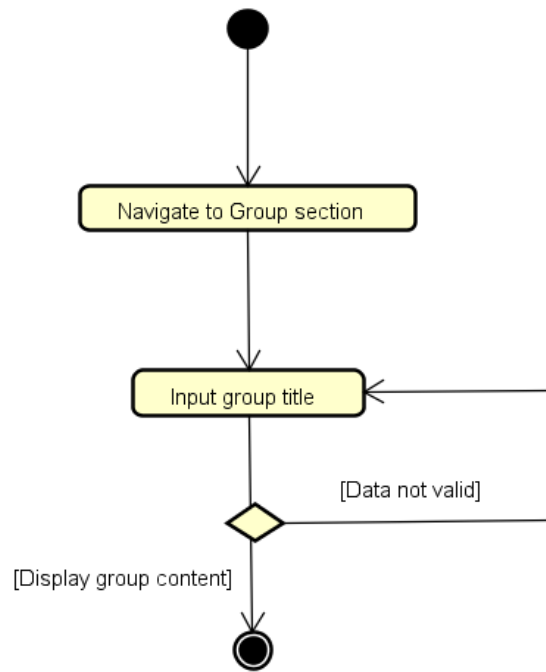 Navigate to Group section
Input group title
[Data not valid]
[Display group content]